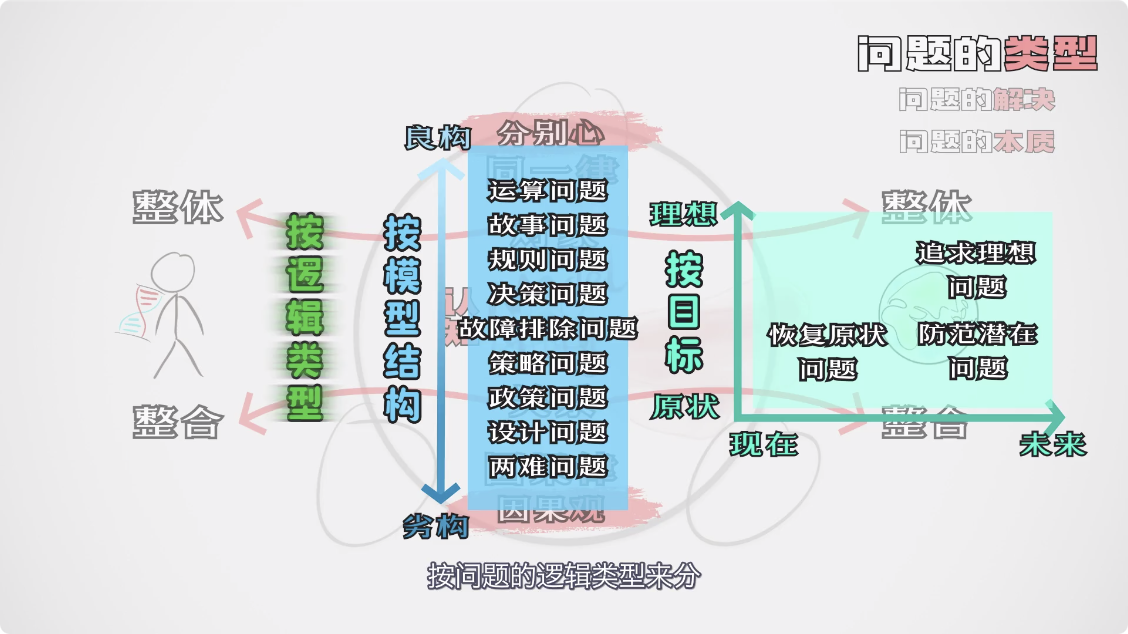 问题的类型
问题的解决
问题的本质
良构
分别心
同一律
整体
整体
按逻辑类型
按模型结构
运算问题
故事问题
规则问题
决策问题
故障排除问题
策略问题
政策问题
设计问题
两难问题
理想
按目标
原状
追求理想
问题
恢复原状
问题
防范潜在
问题
现在
未来
整合
整合
劣构
因果观
按问题的逻辑类型来分